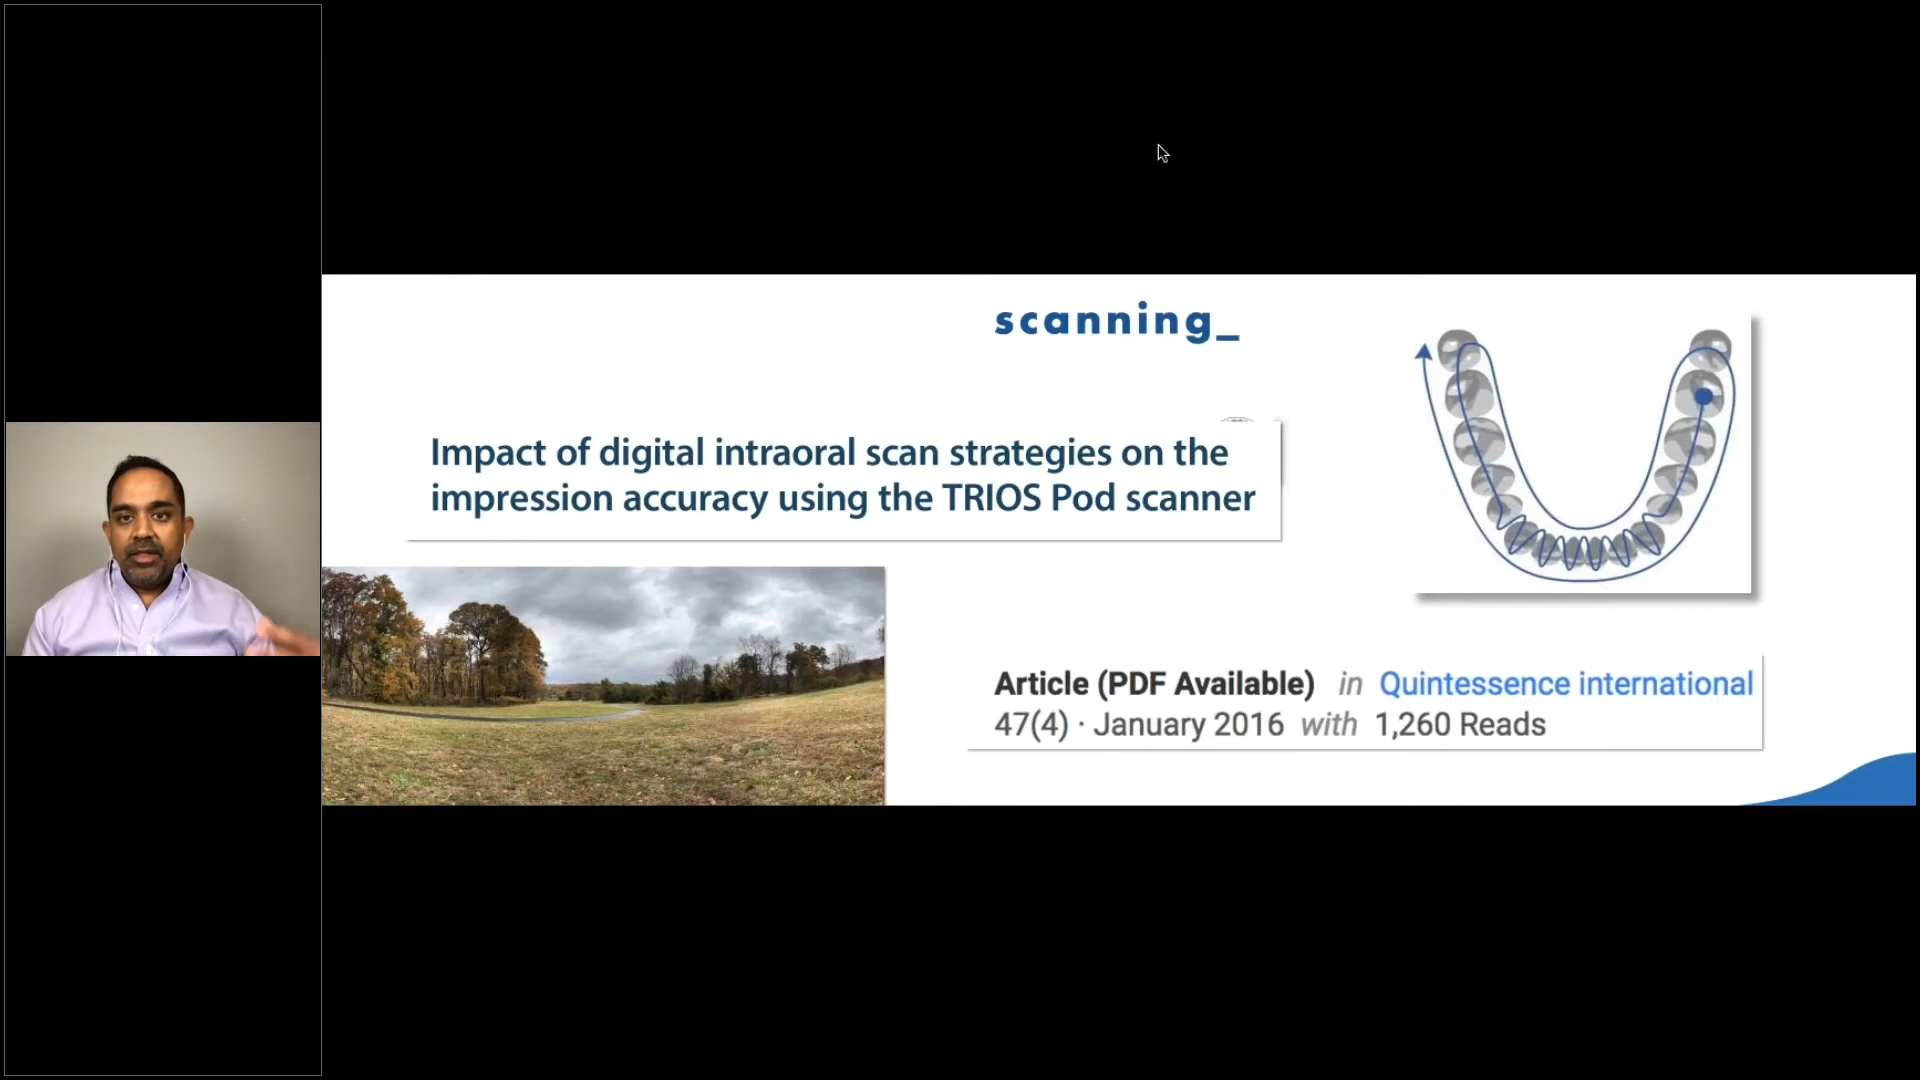 scanning_
Impact of digital intraoral scan strategies on the
impression accuracy using the TRIOS Pod scanner
Article (PDF Available) in Quintessence international
47(4) · January 2016 with 1,260 Reads